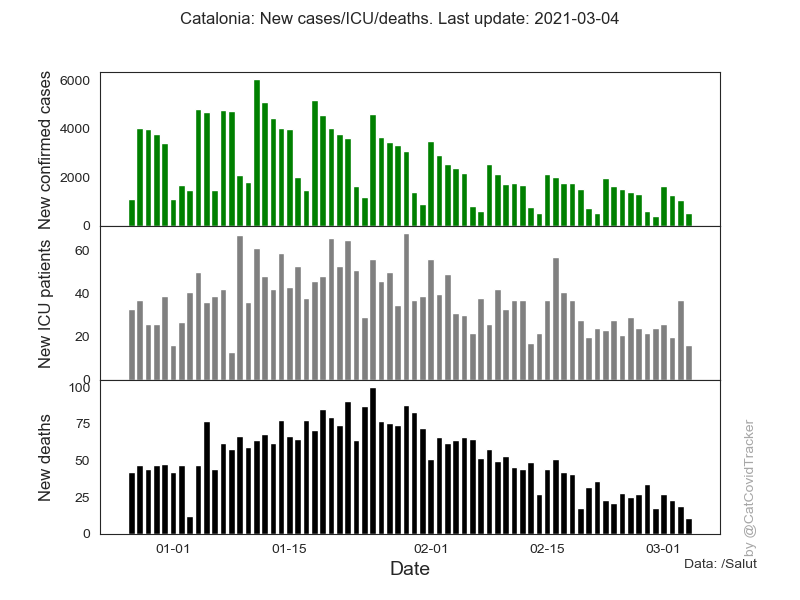 Catalonia: New cases/ICU/deaths. Last update: 2021-03-04
New confirmed cases
6000
4000
2000
0
New ICU patients
60
40
20
0
New deaths
100
75
50
25
0
01-01 01-15 02-01 02-15 03-01
Date
by @CatCovidTracker
Data: /Salut